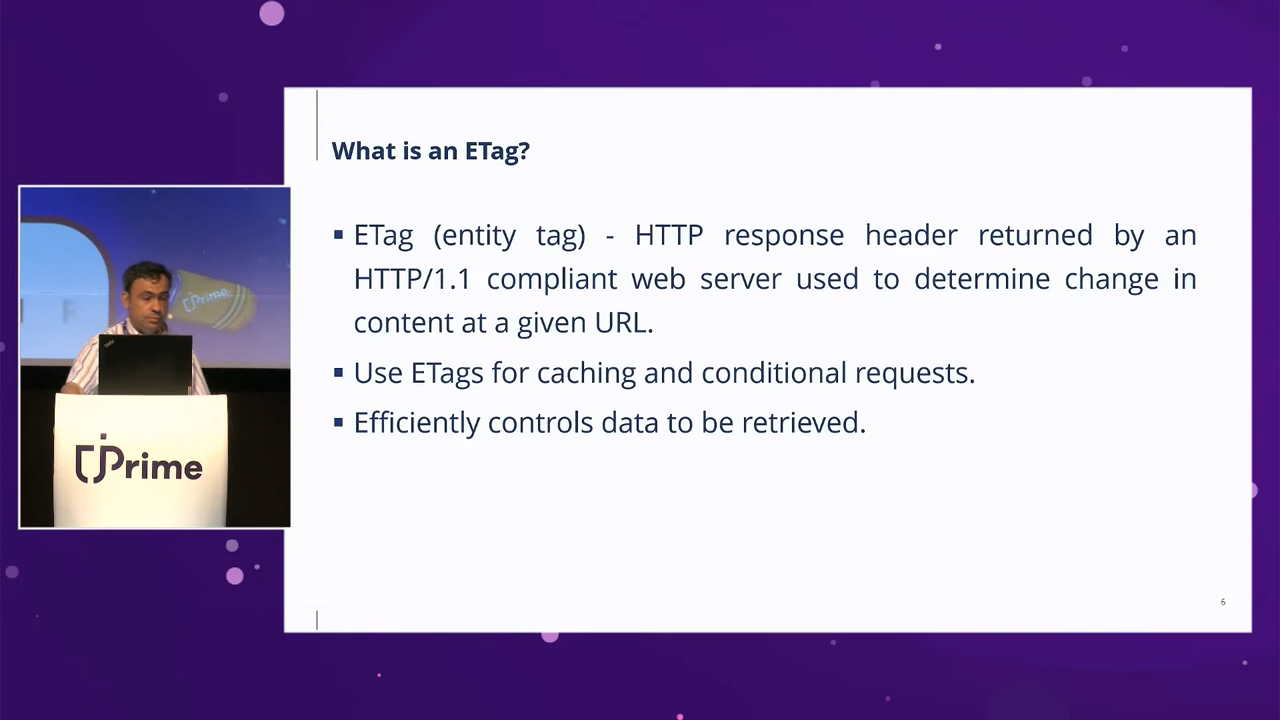 What is an ETag?
▪ ETag (entity tag) - HTTP response header returned by an
HTTP/1.1 compliant web server used to determine change in
content at a given URL.
▪ Use ETags for caching and conditional requests.
▪ Efficiently controls data to be retrieved.
6
jPrime
jPrime